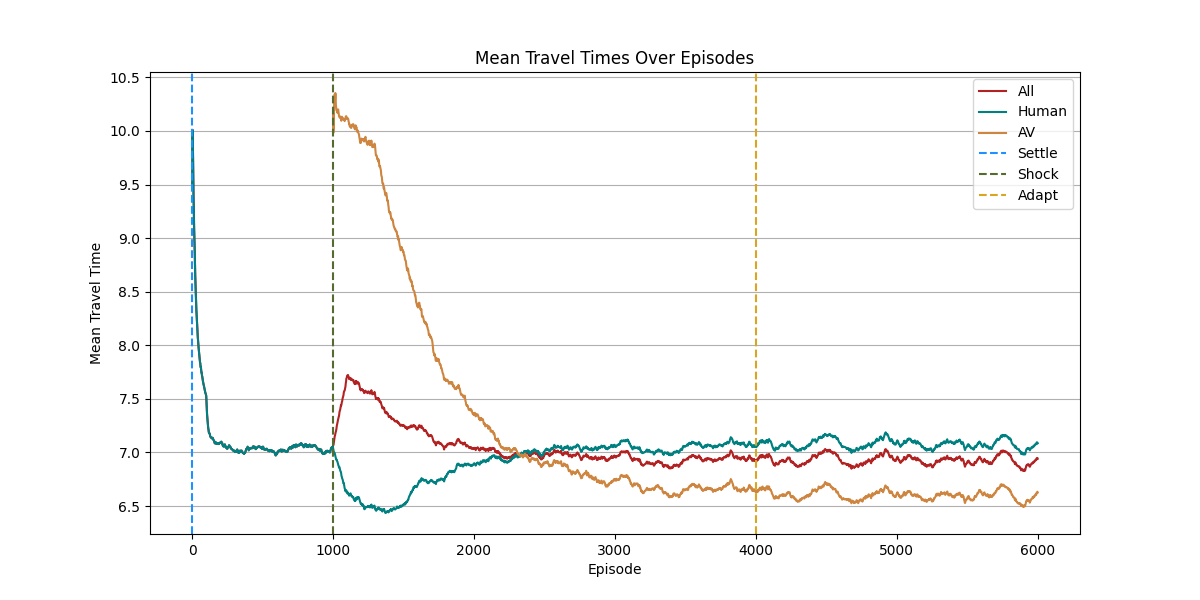 Mean Travel Times Over Episodes
10.5
10.0
9.5
9.0
8.5
8.0
7.5
7.0
6.5
Mean Travel Time
All
Human
AV
Settle
Shock
Adapt
0 1000 2000 3000 4000 5000 6000
Episode